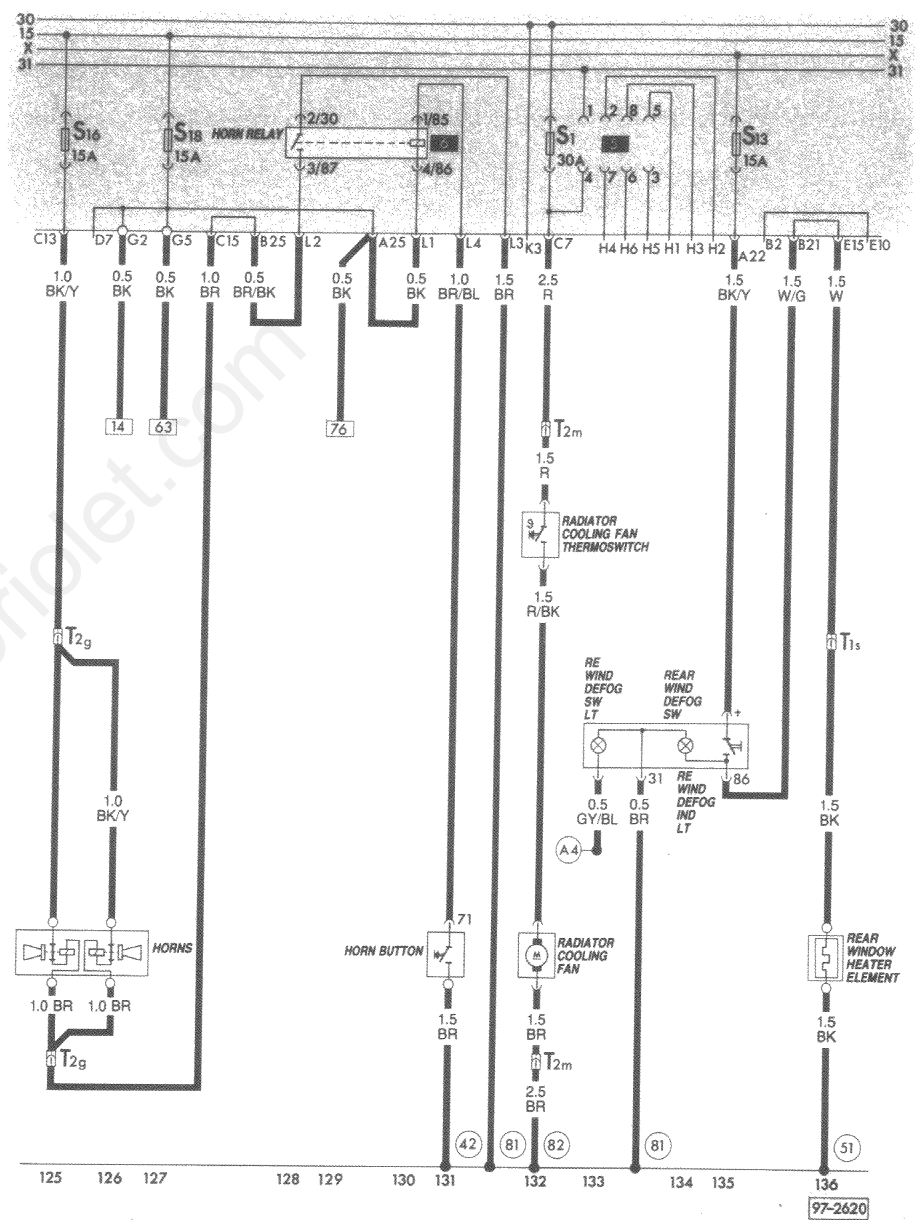 30 30
15 15
X X
31 31
S16
15A
S18
15A
HORN RELAY
2/30
1/85
6
3/87
4/86
S1
30A
1 2 8 5
5
4 7 6 3
S13
15A
C13 D7 G2 G5 C15 B25 L2 A25 L1 L4 L3 K3 C7 H4 H6 H5 H1 H3 H2 A22 B2 B21 E15 E10
1.0
BK/Y
0.5
BK
0.5
BK
1.0
BR
0.5
BR/BK
0.5
BK
0.5
BK
1.0
BR/BL
1.5
BR
2.5
R
1.5
BK/Y
1.5
W/G
1.5
W
14
63
76
T2m
1.5
R
RADIATOR
COOLING FAN
THERMOSWITCH
1.5
R/BK
T2g
T1s
RE
WIND
DEFOG
SW
LT
REAR
WIND
DEFOG
SW
+
31
86
RE
WIND
DEFOG
IND
LT
0.5
GY/BL
0.5
BR
A4
1.0
BK/Y
1.5
BK
71
HORNS
HORN BUTTON
M
RADIATOR
COOLING
FAN
REAR
WINDOW
HEATER
ELEMENT
1.0 BR 1.0 BR
1.5
BR
1.5
BR
1.5
BK
T2g
T2m
2.5
BR
42 81 82 81 51
125 126 127 128 129 130 131 132 133 134 135 136
97-2620